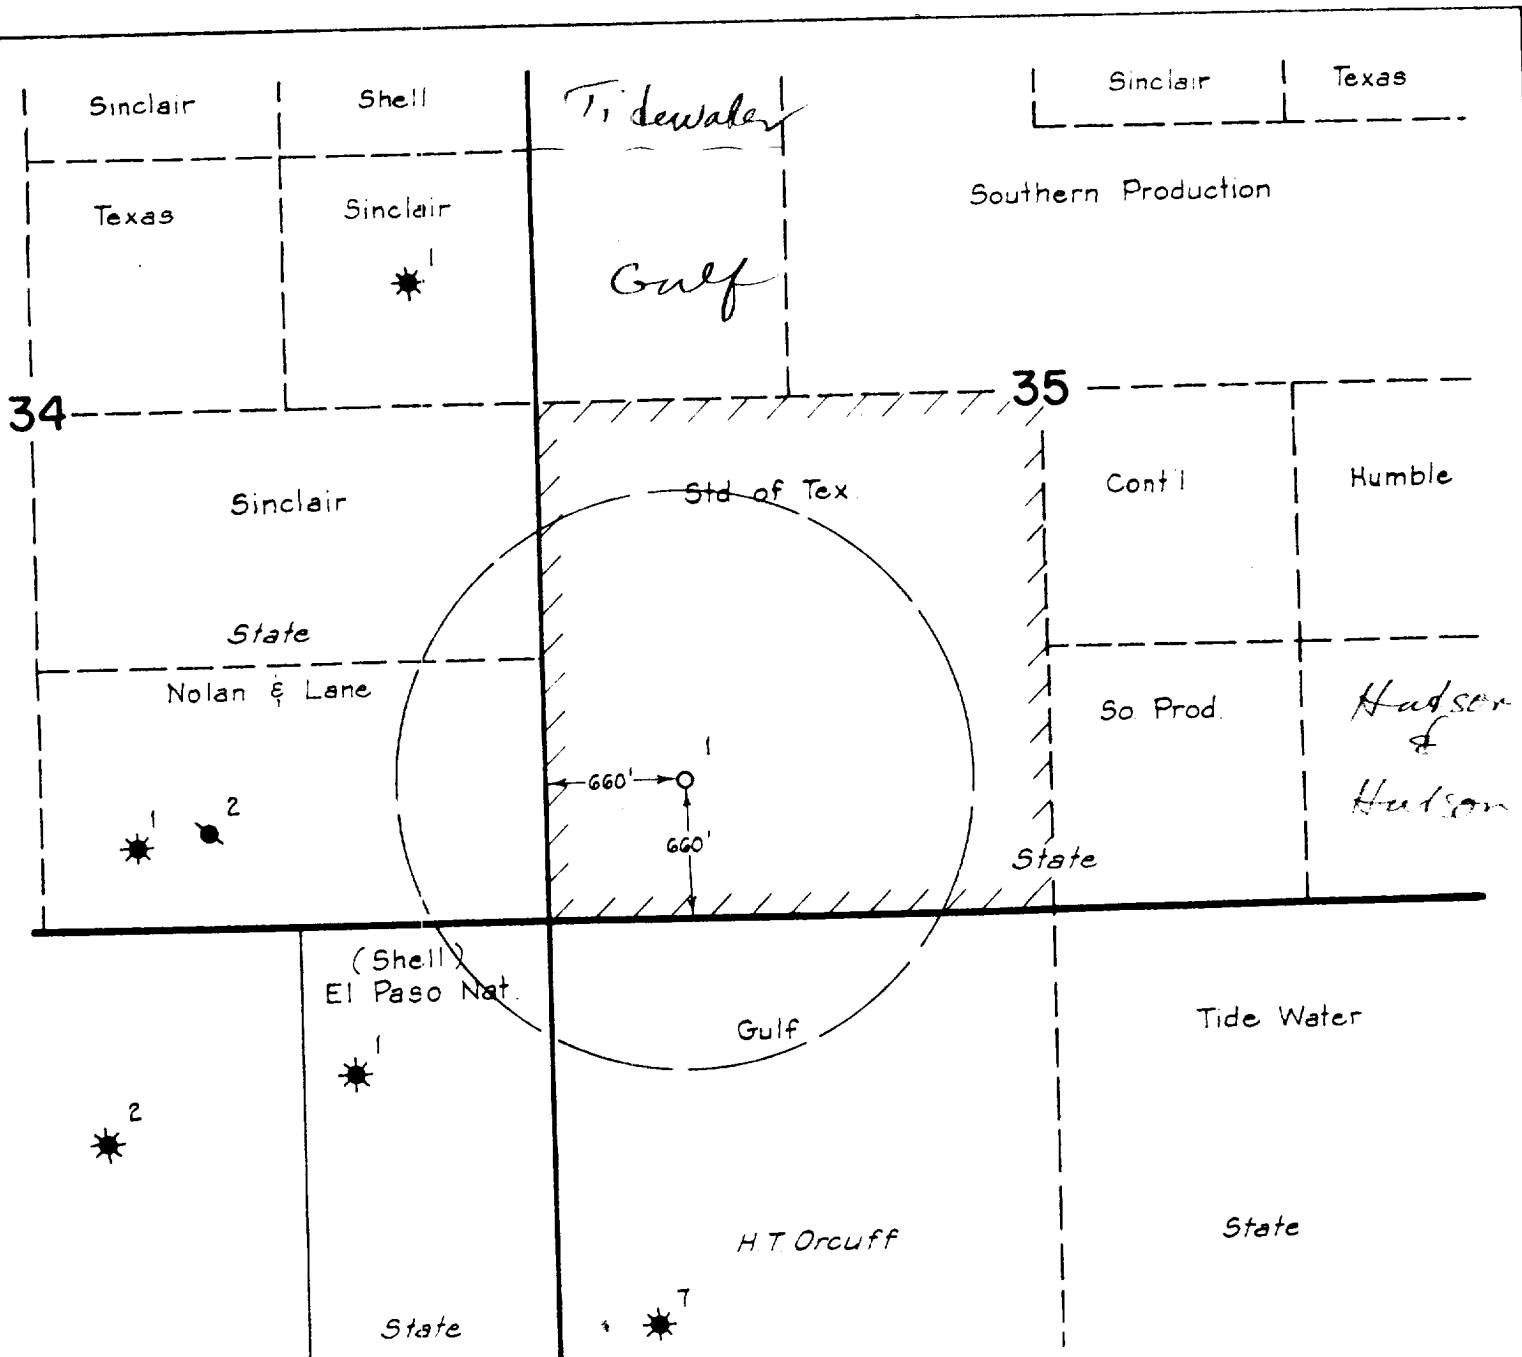 Sinclair
Shell
Tidewater
Sinclair
Texas
Texas
Sinclair
Southern Production
1
Gulf
34
35
Sinclair
Std of Tex.
Cont'l
Humble
State
Nolan & Lane
So. Prod.
Hudson
&
Hudson
1
660'
660'
1
2
State
(Shell)
El Paso Nat.
Gulf
Tide Water
1
2
H.T. Orcuff
State
7
State